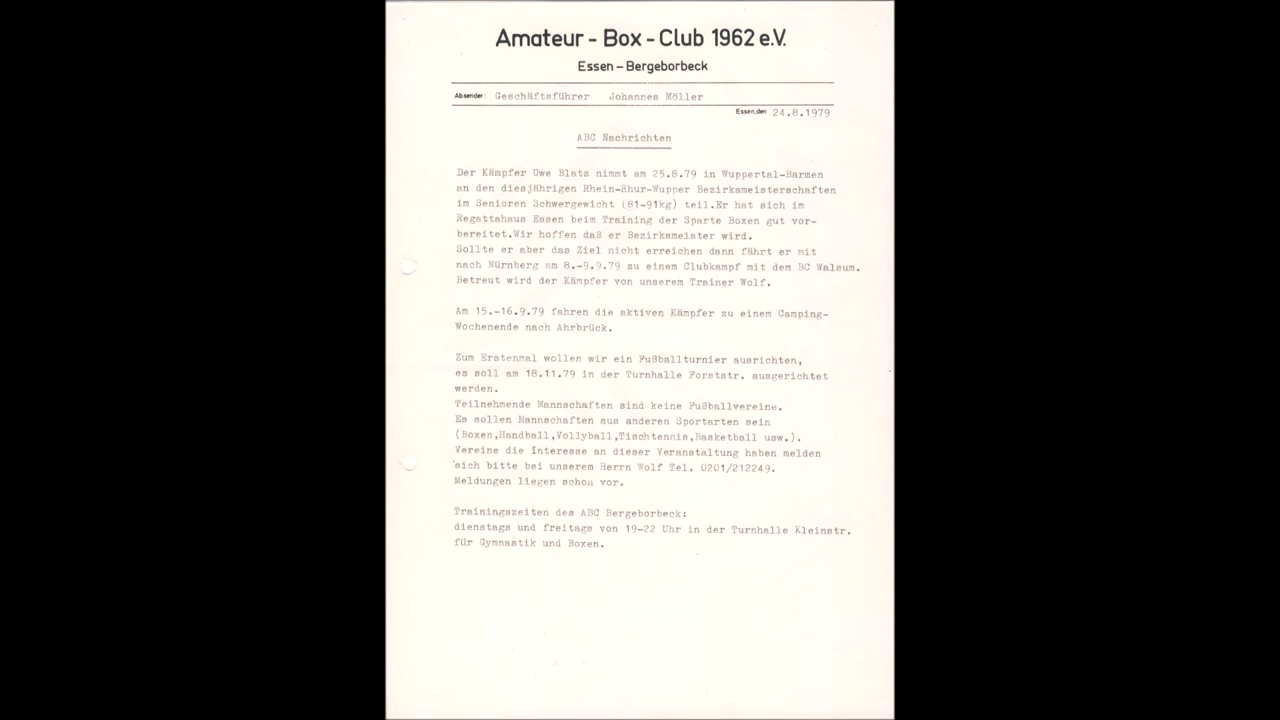 Amateur - Box - Club 1962 e.V.
Essen - Bergeborbeck
Absender: Geschäftsführer Johannes Möller
Essen, den 24.8.1979
ABC Nachrichten
Der Kämpfer Uwe Blatz nimmt am 25.8.79 in Wuppertal-Barmen
an den diesjährigen Rhein-Rhur-Wupper Bezirksmeisterschaften
im Senioren Schwergewicht (81-91kg) teil.Er hat sich im
Regattahaus Essen beim Training der Sparte Boxen gut vor-
bereitet.Wir hoffen daß er Bezirksmeister wird.
Sollte er aber das Ziel nicht erreichen dann fährt er mit
nach Nürnberg am 8.-9.9.79 zu einem Clubkampf mit dem BC Walsum.
Betreut wird der Kämpfer von unserem Trainer Wolf.
Am 15.-16.9.79 fahren die aktiven Kämpfer zu einem Camping-
Wochenende nach Ahrbrück.
Zum Erstenmal wollen wir ein Fußballturnier ausrichten,
es soll am 18.11.79 in der Turnhalle Forststr. ausgerichtet
werden.
Teilnehmende Mannschaften sind keine Fußballvereine.
Es sollen Mannschaften aus anderen Sportarten sein
(Boxen,Handball,Vollyball,Tischtennis,Basketball usw.).
Vereine die Interesse an dieser Veranstaltung haben melden
sich bitte bei unserem Herrn Wolf Tel. 0201/212249.
Meldungen liegen schon vor.
Trainingszeiten des ABC Bergeborbeck:
dienstags und freitags von 19-22 Uhr in der Turnhalle Kleinstr.
für Gymnastik und Boxen.